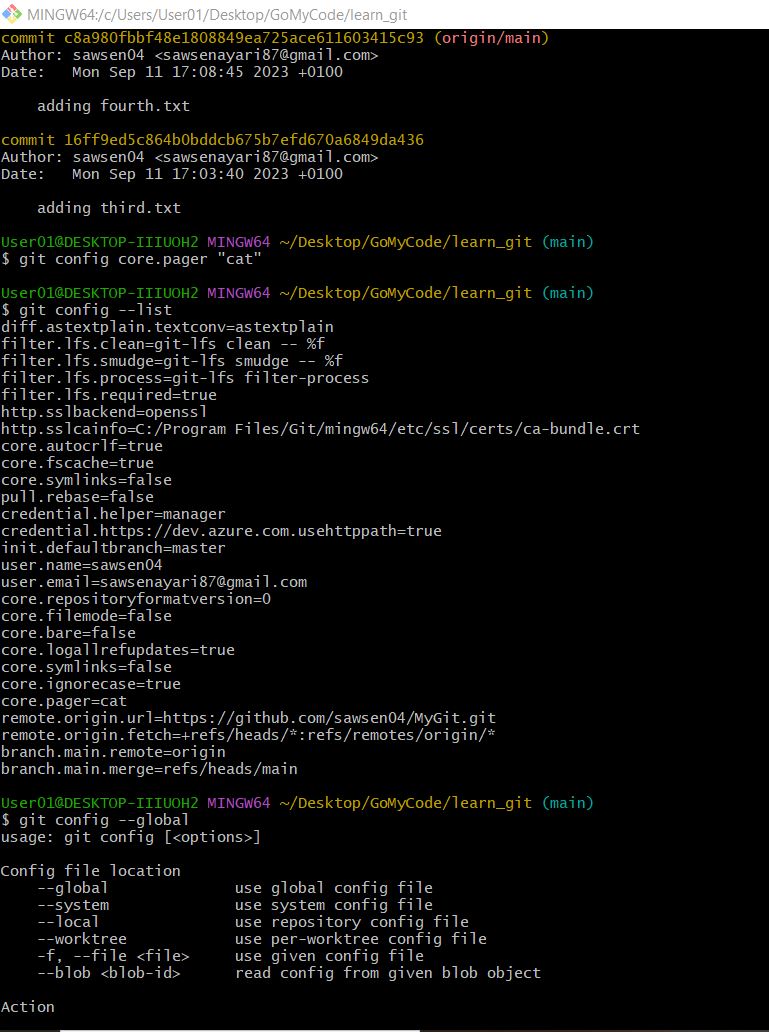 MINGW64:/c/Users/User01/Desktop/GoMyCode/learn_git
commit c8a980fbbf48e1808849ea725ace611603415c93 (origin/main)
Author: sawsen04 <sawsenayari87@gmail.com>
Date:   Mon Sep 11 17:08:45 2023 +0100

    adding fourth.txt

commit 16ff9ed5c864b0bddcb675b7efd670a6849da436
Author: sawsen04 <sawsenayari87@gmail.com>
Date:   Mon Sep 11 17:03:40 2023 +0100

    adding third.txt

User01@DESKTOP-IIIUOH2 MINGW64 ~/Desktop/GoMyCode/learn_git (main)
$ git config core.pager "cat"

User01@DESKTOP-IIIUOH2 MINGW64 ~/Desktop/GoMyCode/learn_git (main)
$ git config --list
diff.astextplain.textconv=astextplain
filter.lfs.clean=git-lfs clean -- %f
filter.lfs.smudge=git-lfs smudge -- %f
filter.lfs.process=git-lfs filter-process
filter.lfs.required=true
http.sslbackend=openssl
http.sslcainfo=C:/Program Files/Git/mingw64/etc/ssl/certs/ca-bundle.crt
core.autocrlf=true
core.fscache=true
core.symlinks=false
pull.rebase=false
credential.helper=manager
credential.https://dev.azure.com.usehttppath=true
init.defaultbranch=master
user.name=sawsen04
user.email=sawsenayari87@gmail.com
core.repositoryformatversion=0
core.filemode=false
core.bare=false
core.logallrefupdates=true
core.symlinks=false
core.ignorecase=true
core.pager=cat
remote.origin.url=https://github.com/sawsen04/MyGit.git
remote.origin.fetch=+refs/heads/*:refs/remotes/origin/*
branch.main.remote=origin
branch.main.merge=refs/heads/main

User01@DESKTOP-IIIUOH2 MINGW64 ~/Desktop/GoMyCode/learn_git (main)
$ git config --global
usage: git config [<options>]

Config file location
    --global              use global config file
    --system              use system config file
    --local               use repository config file
    --worktree            use per-worktree config file
    -f, --file <file>     use given config file
    --blob <blob-id>      read config from given blob object

Action